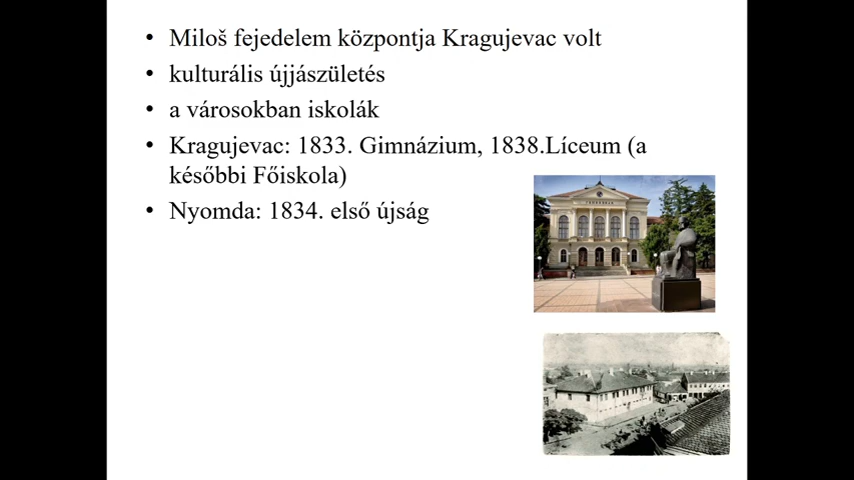 • Miloš fejedelem központja Kragujevac volt
• kulturális újjászületés
• a városokban iskolák
• Kragujevac: 1833. Gimnázium, 1838.Líceum (a
későbbi Főiskola)
• Nyomda: 1834. első újság